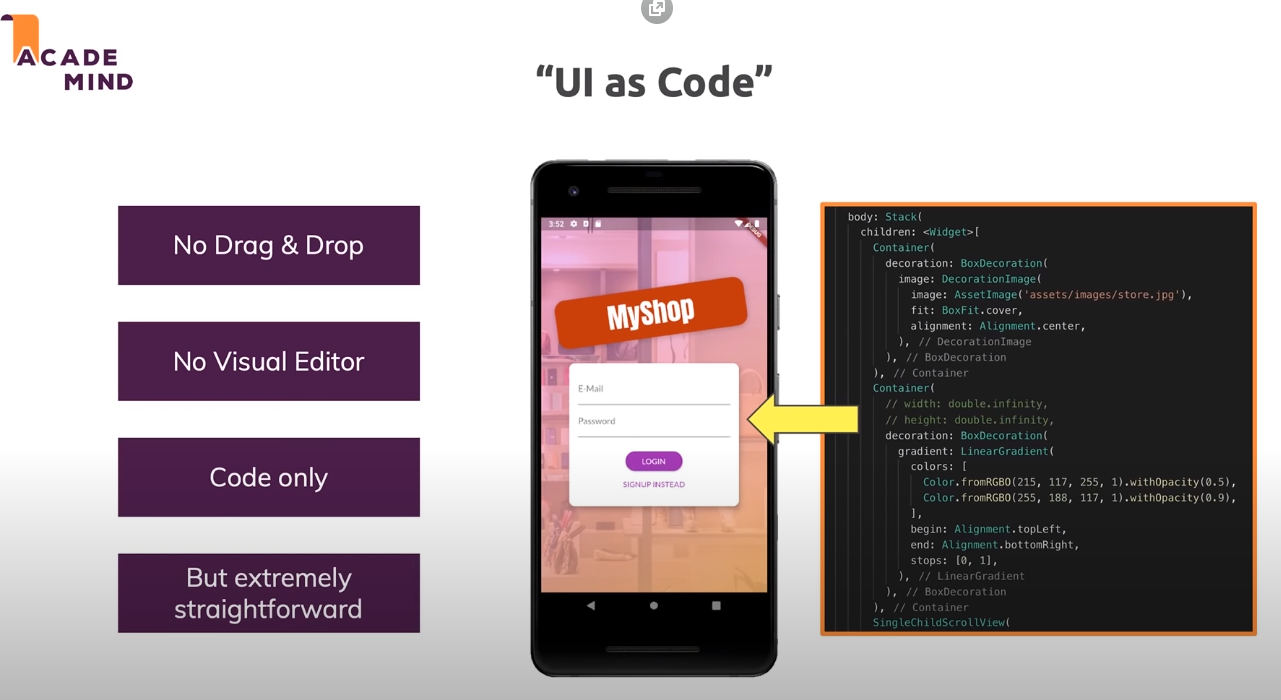 ACADE
MIND
“UI as Code”
No Drag & Drop
No Visual Editor
Code only
But extremely
straightforward
3:52
MyShop
E-Mail
Password
LOGIN
SIGNUP INSTEAD
body: Stack(
children: <Widget>[
Container(
decoration: BoxDecoration(
image: DecorationImage(
image: AssetImage('assets/images/store.jpg'),
fit: BoxFit.cover,
alignment: Alignment.center,
), // DecorationImage
), // BoxDecoration
), // Container
Container(
// width: double.infinity,
// height: double.infinity,
decoration: BoxDecoration(
gradient: LinearGradient(
colors: [
Color.fromRGBO(215, 117, 255, 1).withOpacity(0.5),
Color.fromRGBO(255, 188, 117, 1).withOpacity(0.9),
],
begin: Alignment.topLeft,
end: Alignment.bottomRight,
stops: [0, 1],
), // LinearGradient
), // BoxDecoration
), // Container
SingleChildScrollView(